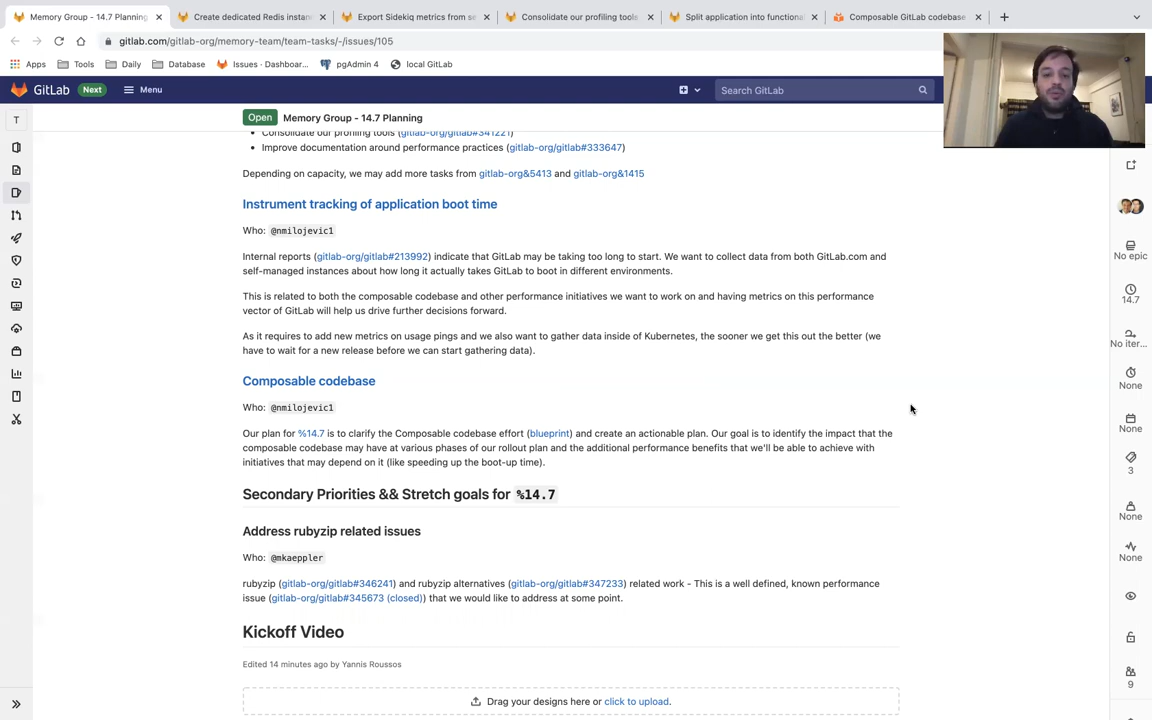 Memory Group - 14.7 Planning
Create dedicated Redis instan
Export Sidekiq metrics from se
Consolidate our profiling tools
Split application into functional
Composable GitLab codebase
gitlab.com/gitlab-org/memory-team/team-tasks/-/issues/105
Apps
Tools
Daily
Database
Issues · Dashboar...
pgAdmin 4
local GitLab
GitLab
Next
Menu
Search GitLab
T
Open
Memory Group - 14.7 Planning
• Consolidate our profiling tools (gitlab-org/gitlab#341221)
• Improve documentation around performance practices (gitlab-org/gitlab#333647)
Depending on capacity, we may add more tasks from gitlab-org&5413 and gitlab-org&1415
Instrument tracking of application boot time
Who: @nmilojevic1
Internal reports (gitlab-org/gitlab#213992) indicate that GitLab may be taking too long to start. We want to collect data from both GitLab.com and
self-managed instances about how long it actually takes GitLab to boot in different environments.
This is related to both the composable codebase and other performance initiatives we want to work on and having metrics on this performance
vector of GitLab will help us drive further decisions forward.
As it requires to add new metrics on usage pings and we also want to gather data inside of Kubernetes, the sooner we get this out the better (we
have to wait for a new release before we can start gathering data).
Composable codebase
Who: @nmilojevic1
Our plan for %14.7 is to clarify the Composable codebase effort (blueprint) and create an actionable plan. Our goal is to identify the impact that the
composable codebase may have at various phases of our rollout plan and the additional performance benefits that we'll be able to achieve with
initiatives that may depend on it (like speeding up the boot-up time).
Secondary Priorities && Stretch goals for %14.7
Address rubyzip related issues
Who: @mkaeppler
rubyzip (gitlab-org/gitlab#346241) and rubyzip alternatives (gitlab-org/gitlab#347233) related work - This is a well defined, known performance
issue (gitlab-org/gitlab#345673 (closed)) that we would like to address at some point.
Kickoff Video
Edited 14 minutes ago by Yannis Roussos
Drag your designs here or click to upload.
No epic
14.7
No iter...
None
None
3
None
None
9